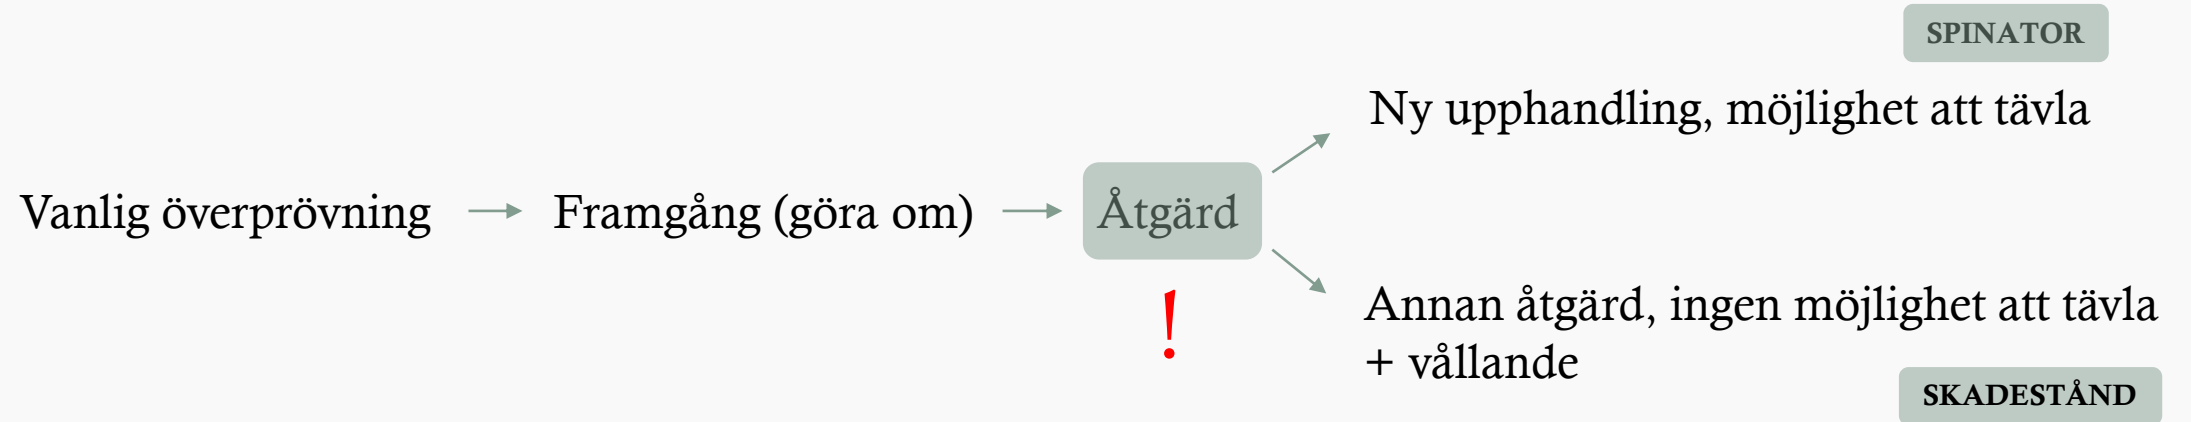 SPINATOR
Ny upphandling, möjlighet att tävla
Vanlig överprövning
Framgång (göra om)
Åtgärd
!
Annan åtgärd, ingen möjlighet att tävla
+ vållande
SKADESTÅND